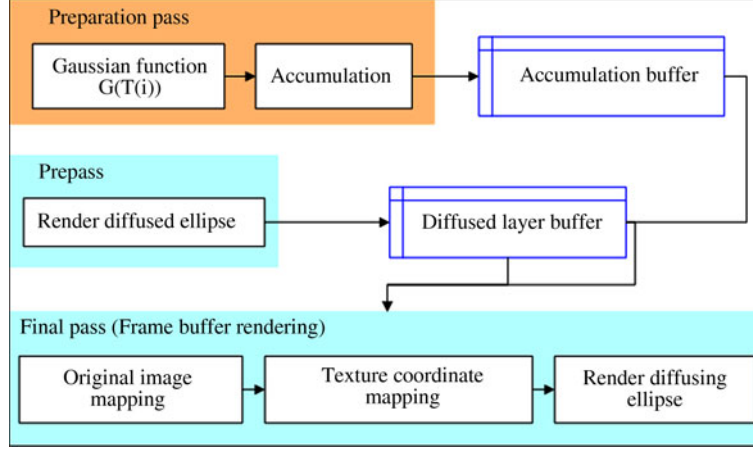 Preparation pass
Gaussian function
G(T(i))
Accumulation
Accumulation buffer
Prepass
Render diffused ellipse
Diffused layer buffer
Final pass (Frame buffer rendering)
Original image
mapping
Texture coordinate
mapping
Render diffusing
ellipse